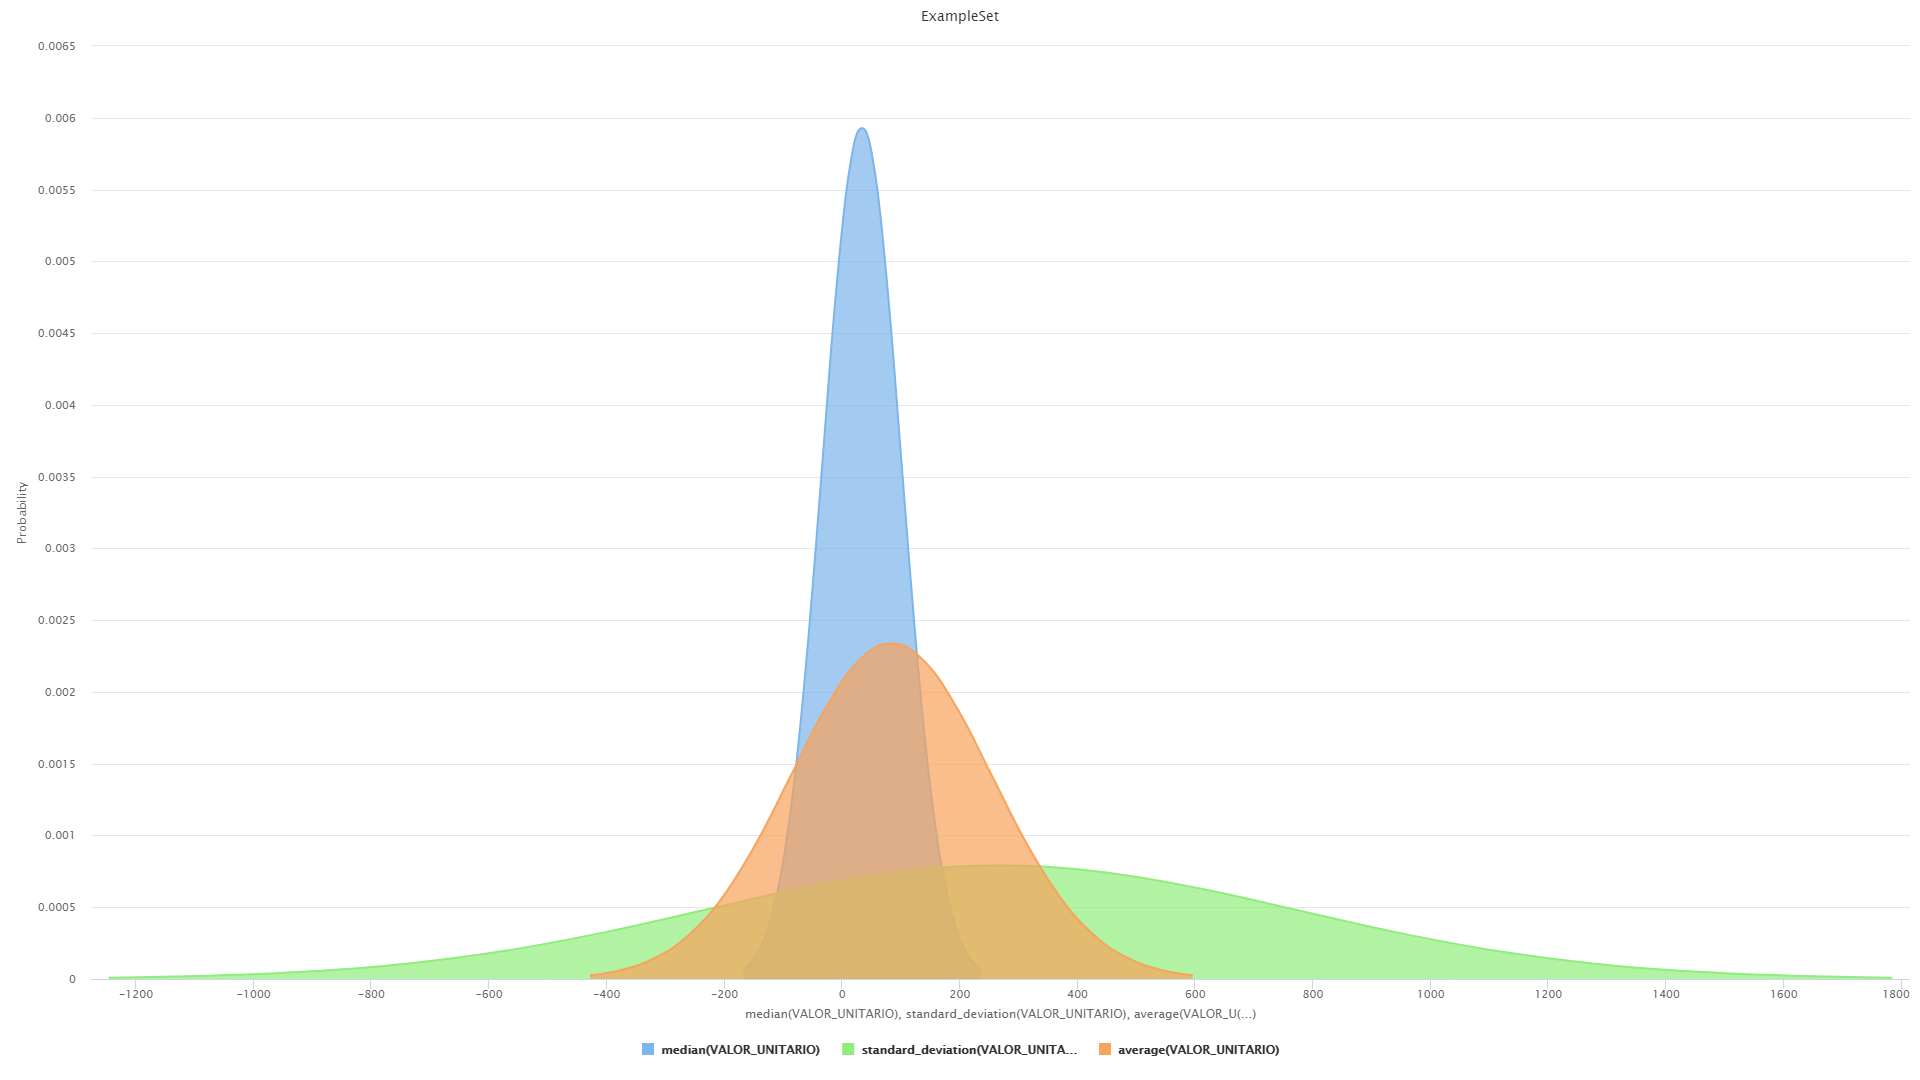 ExampleSet
0.0065
0.006
0.0055
0.005
0.0045
0.004
0.0035
0.003
0.0025
0.002
0.0015
0.001
0.0005
0
Probability
-1200 -1000 -800 -600 -400 -200 0 200 400 600 800 1000 1200 1400 1600 1800
median(VALOR_UNITARIO), standard_deviation(VALOR_UNITARIO), average(VALOR_U(...)
median(VALOR_UNITARIO) standard_deviation(VALOR_UNITA... average(VALOR_UNITARIO)